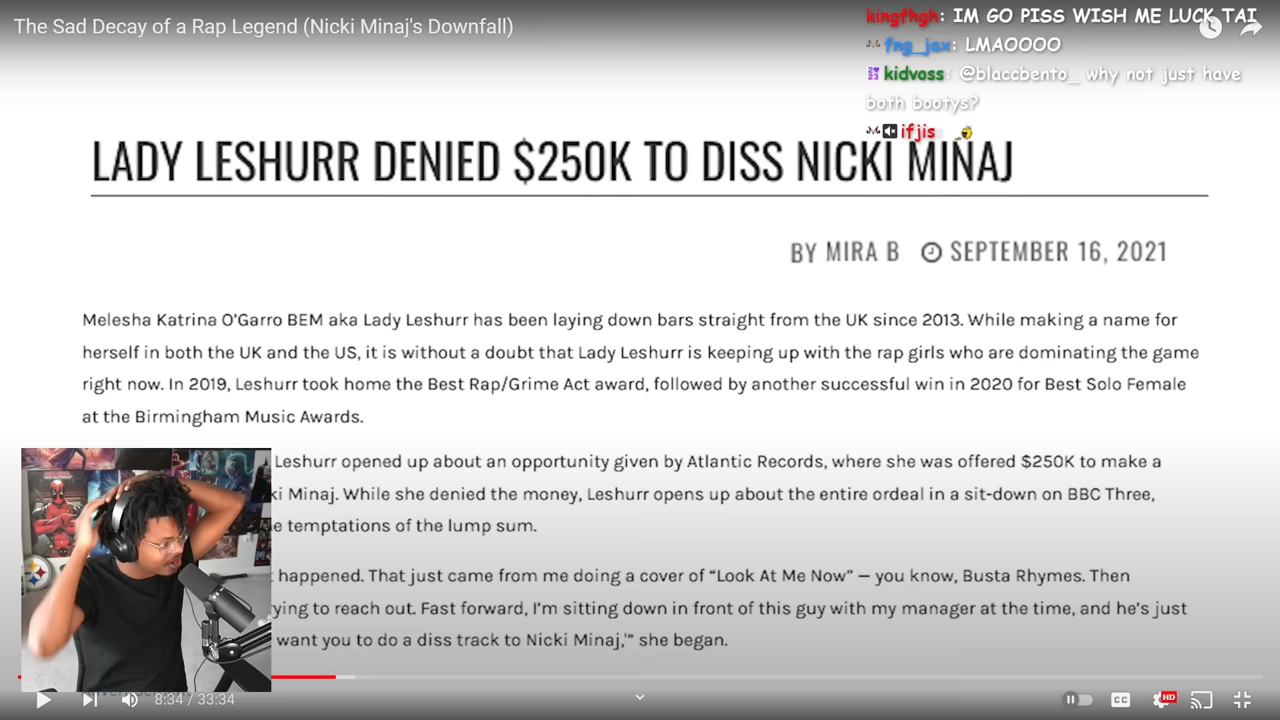 The Sad Decay of a Rap Legend (Nicki Minaj's Downfall)
kingfhgh: IM GO PISS WISH ME LUCK TAI
fng_jax: LMAOOOO
kidvoss: @blaccbento_ why not just have
both bootys?
ifjis:
LADY LESHURR DENIED $250K TO DISS NICKI MINAJ
BY MIRA B SEPTEMBER 16, 2021
Melesha Katrina O'Garro BEM aka Lady Leshurr has been laying down bars straight from the UK since 2013. While making a name for
herself in both the UK and the US, it is without a doubt that Lady Leshurr is keeping up with the rap girls who are dominating the game
right now. In 2019, Leshurr took home the Best Rap/Grime Act award, followed by another successful win in 2020 for Best Solo Female
at the Birmingham Music Awards.
Leshurr opened up about an opportunity given by Atlantic Records, where she was offered $250K to make a
ki Minaj. While she denied the money, Leshurr opens up about the entire ordeal in a sit-down on BBC Three,
e temptations of the lump sum.
happened. That just came from me doing a cover of “Look At Me Now” — you know, Busta Rhymes. Then
ying to reach out. Fast forward, I'm sitting down in front of this guy with my manager at the time, and he's just
want you to do a diss track to Nicki Minaj,'” she began.
8:34 / 33:34
CC
HD